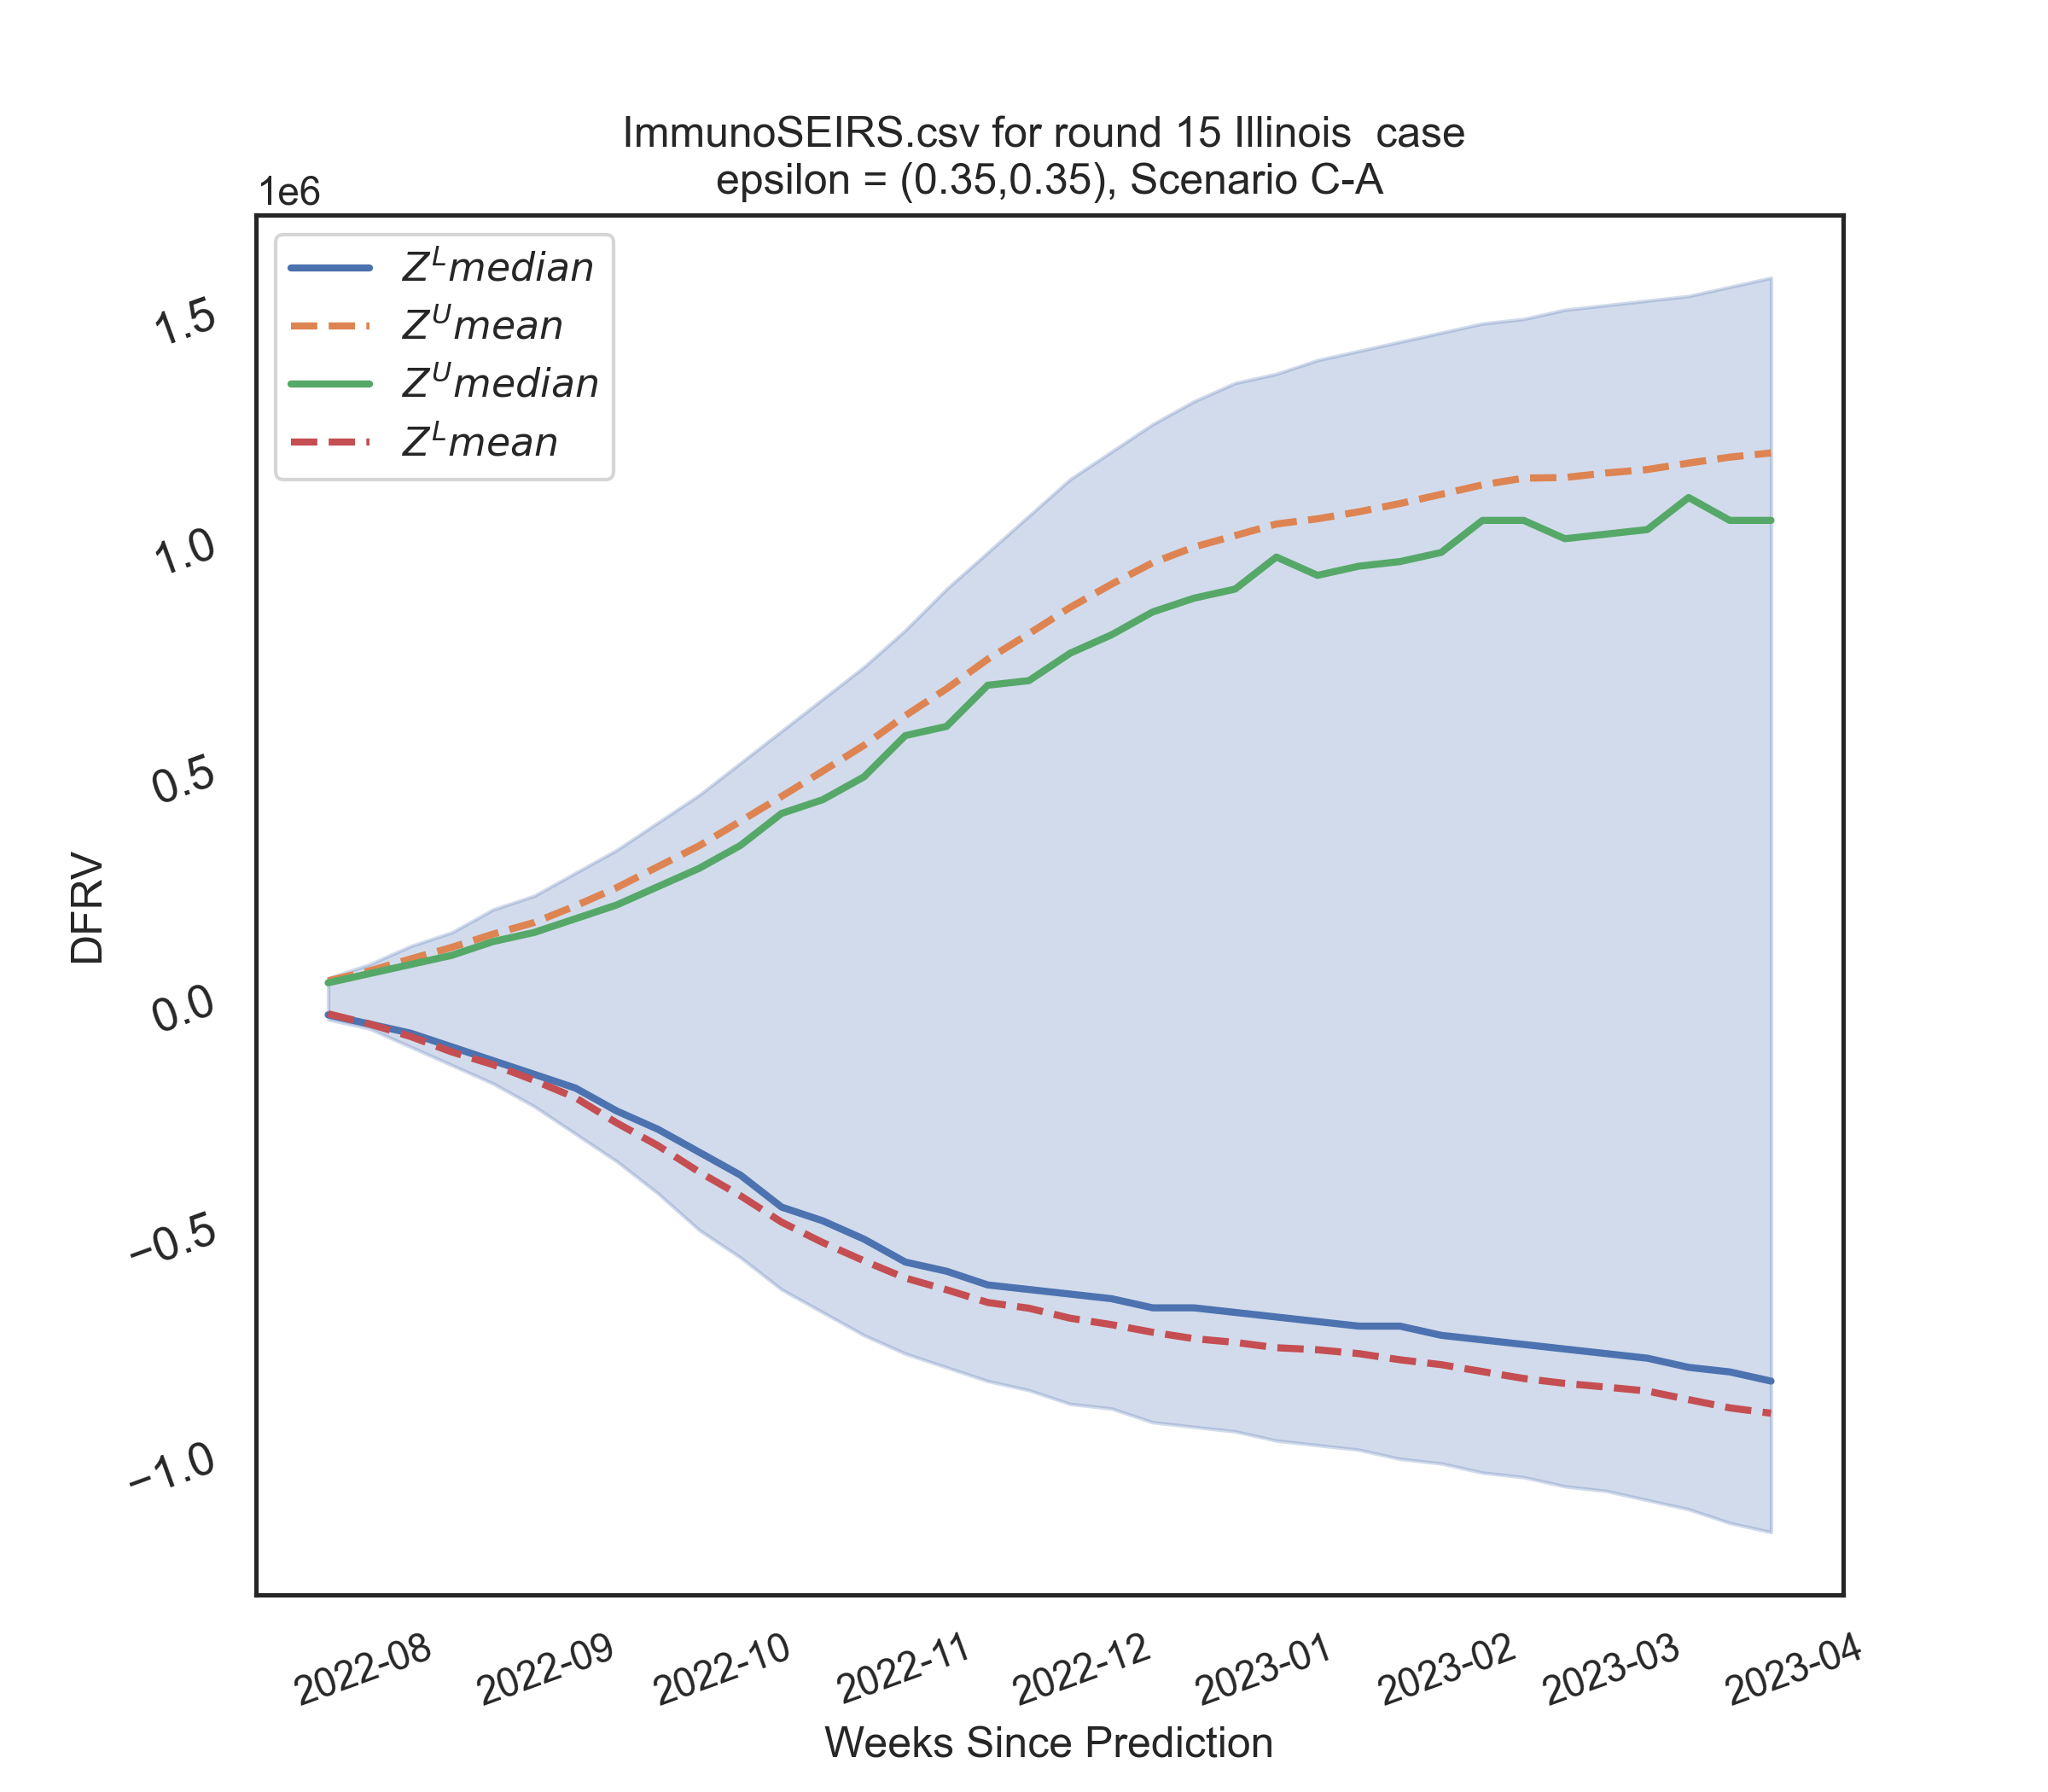 ImmunoSEIRS.csv for round 15 Illinois  case
epsilon = (0.35,0.35), Scenario C-A
1e6
Z^L median
Z^U mean
Z^U median
Z^L mean
1.5
1.0
0.5
0.0
−0.5
−1.0
DFRV
2022-08
2022-09
2022-10
2022-11
2022-12
2023-01
2023-02
2023-03
2023-04
Weeks Since Prediction